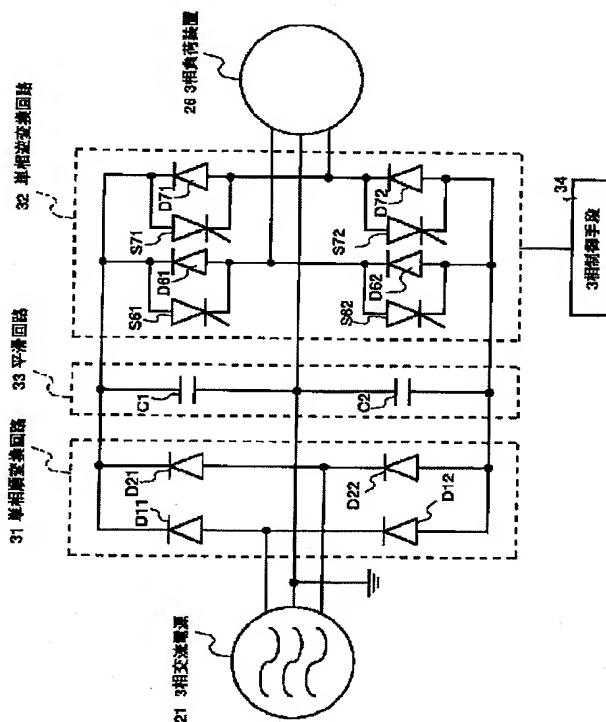 31 単相順変換回路
33 平滑回路
32 単相逆変換回路
26 3相負荷装置
21 3相交流電源
34
3相制御手段
D11
D21
D22
D12
C1
C2
S61
D61
S71
D71
S62
D62
S72
D72